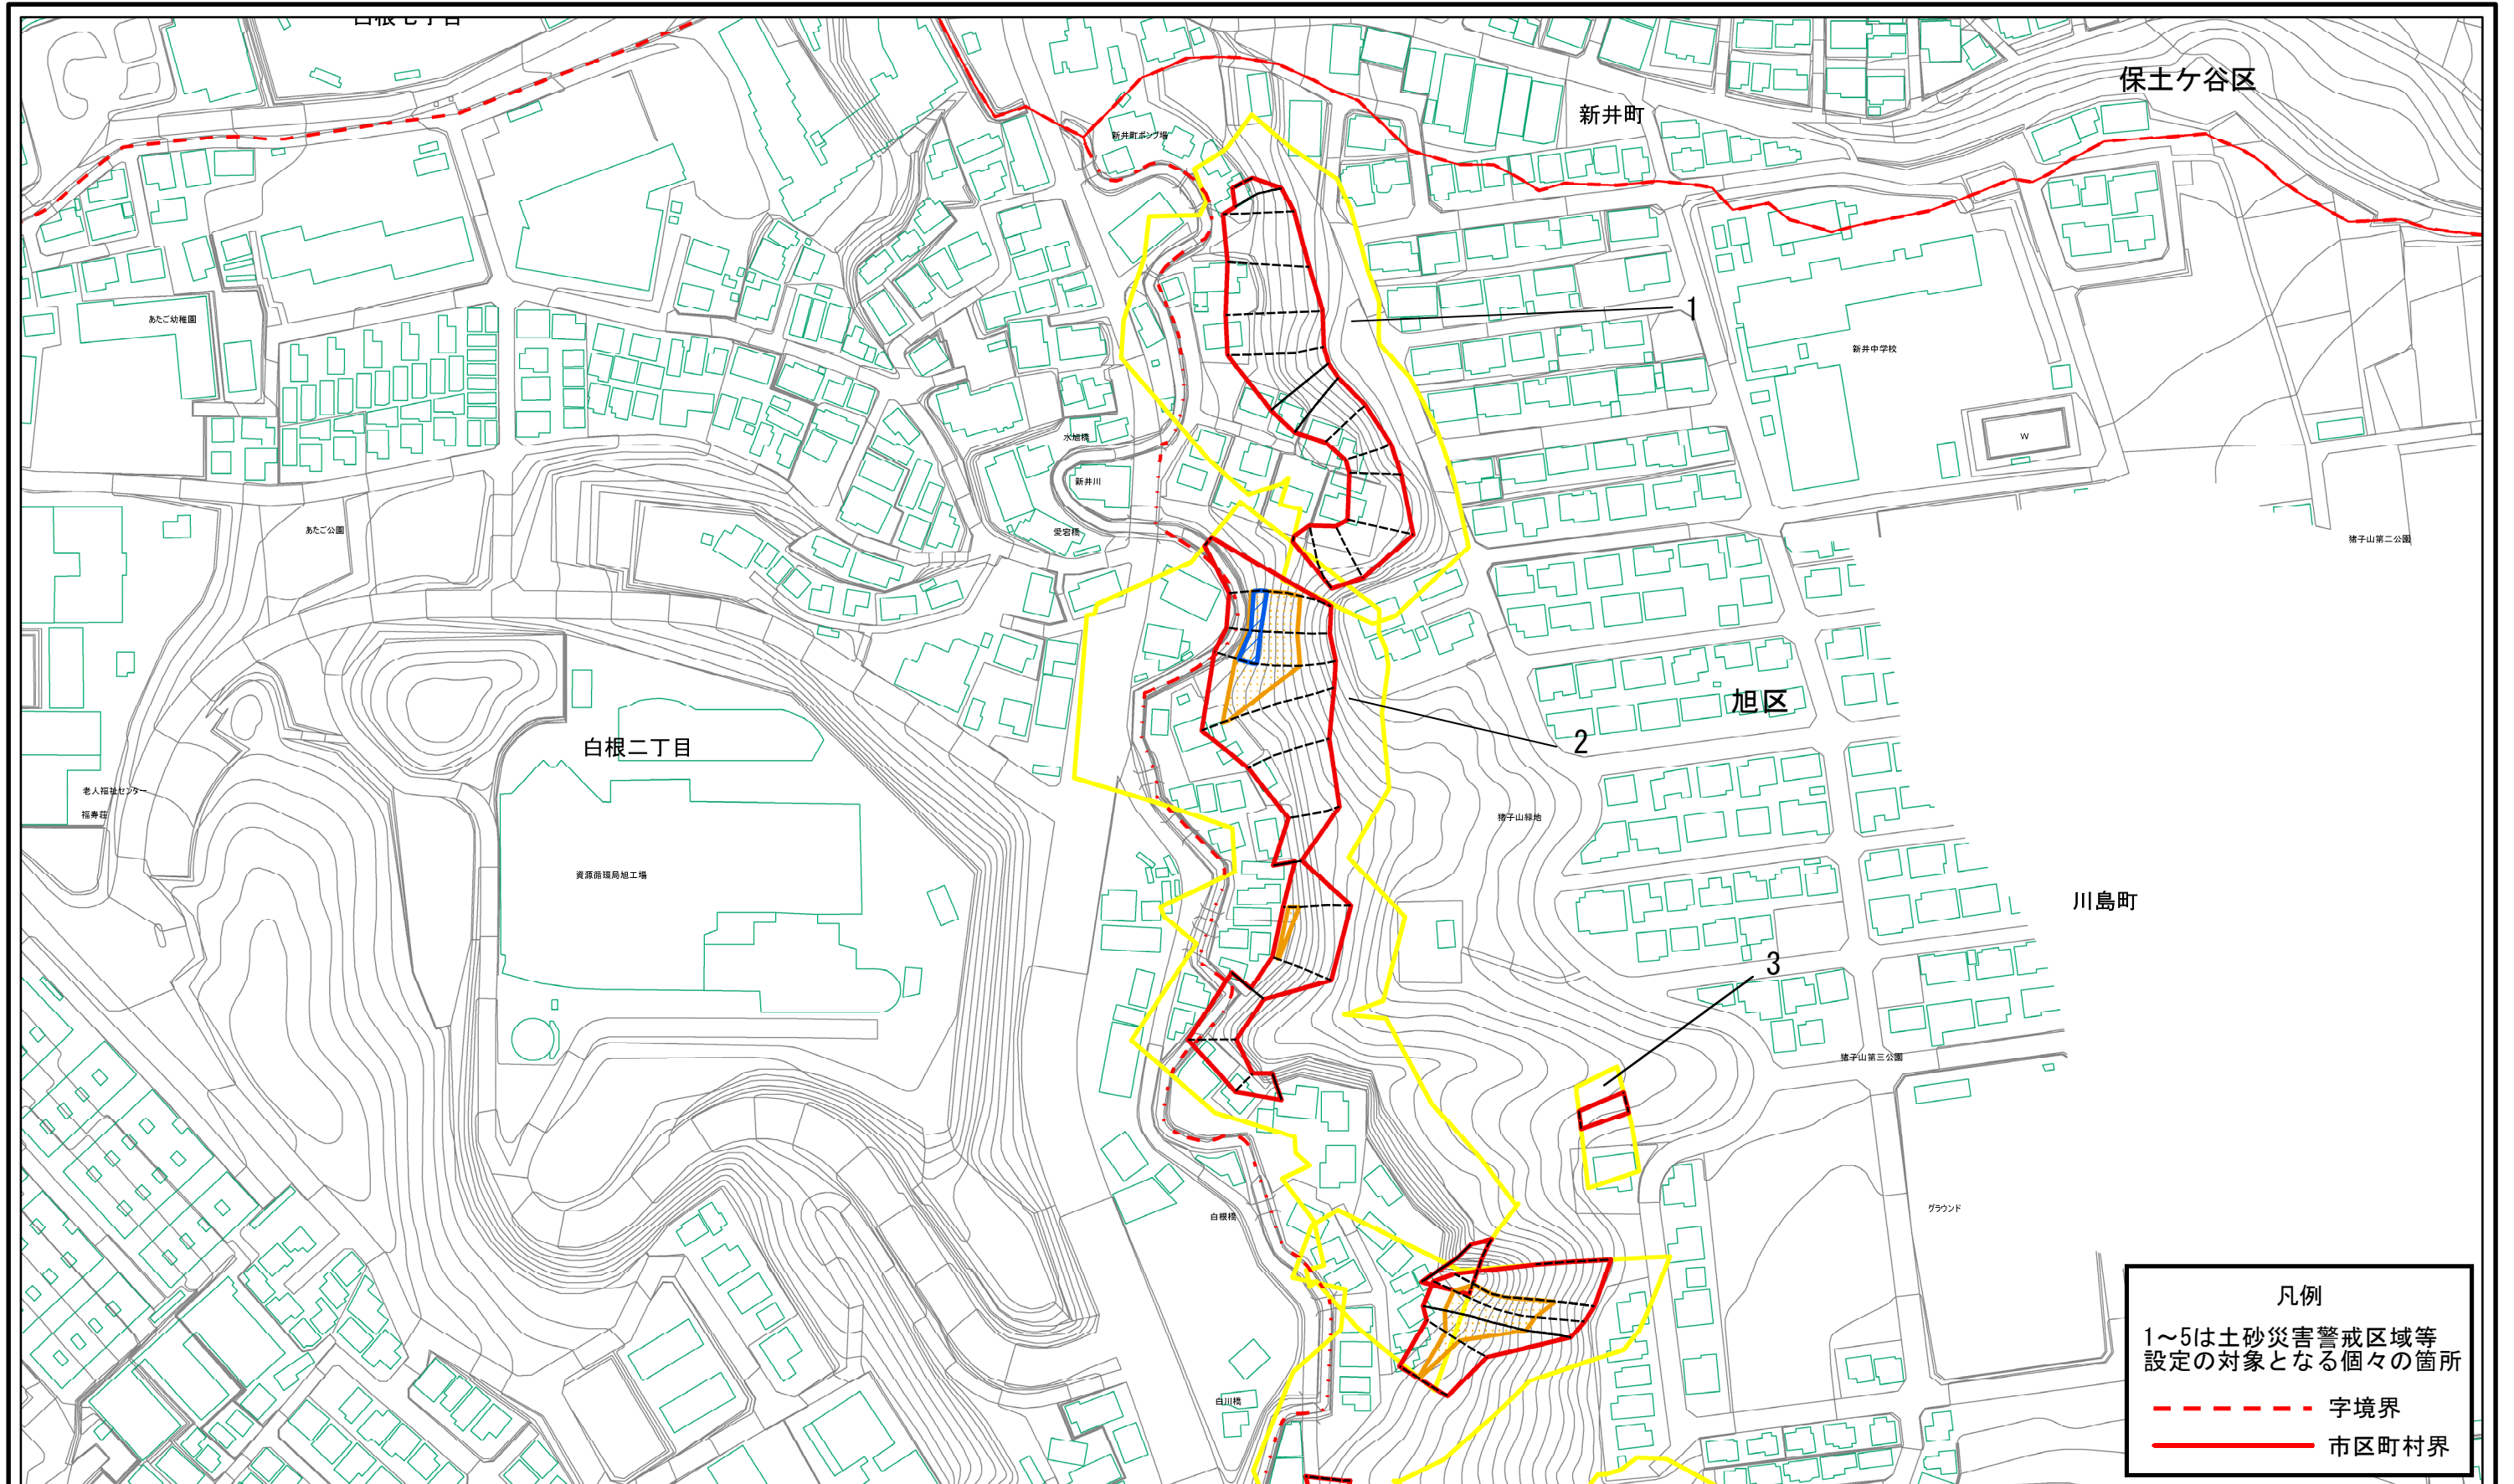 白根七丁目
保土ケ谷区
新井町
新井町ポンプ場
1
あたご幼稚園
新井中学校
水旭橋
W
新井川
あたご公園
愛宕橋
猪子山第二公園
旭区
2
白根二丁目
老人福祉センター
福寿荘
猪子山緑地
資源循環局旭工場
川島町
3
猪子山第三公園
白根橋
グラウンド
白川橋
凡例
1～5は土砂災害警戒区域等
設定の対象となる個々の箇所
字境界
市区町村界